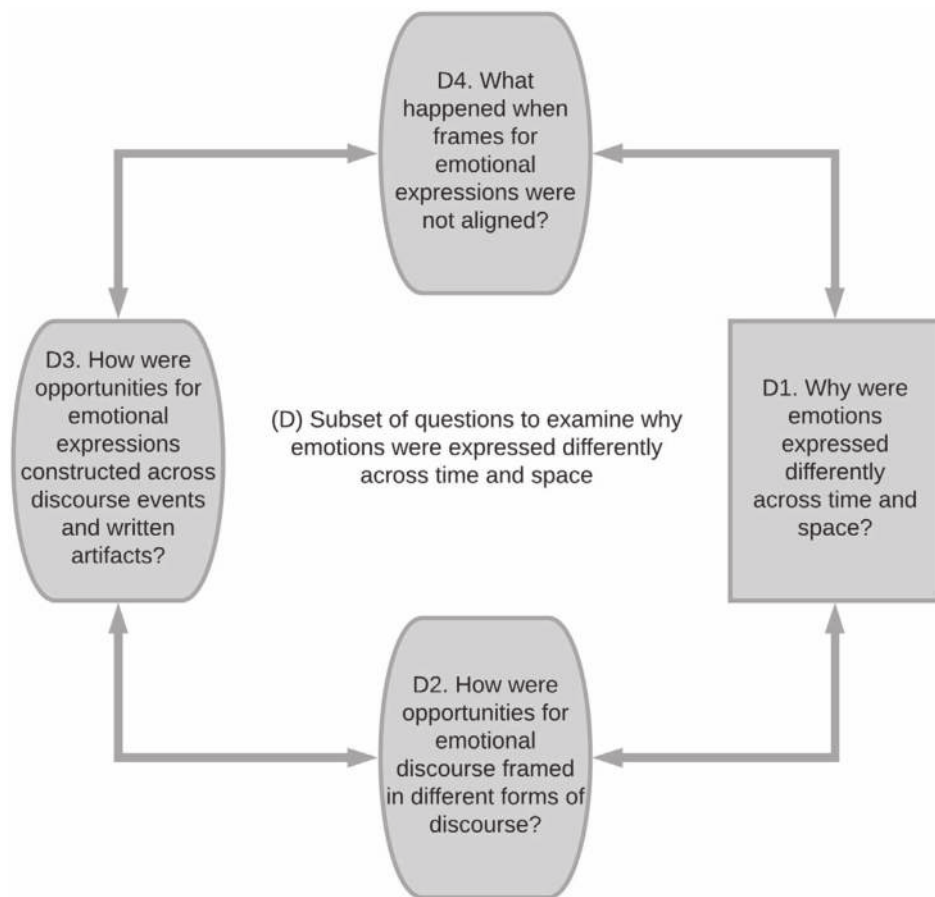 D4. What
happened when
frames for
emotional
expressions were
not aligned?
D3. How were
opportunities for
emotional
expressions
constructed across
discourse events
and written
artifacts?
(D) Subset of questions to examine why
emotions were expressed differently
across time and space
D1. Why were
emotions
expressed
differently
across time and
space?
D2. How were
opportunities for
emotional
discourse framed
in different forms of
discourse?